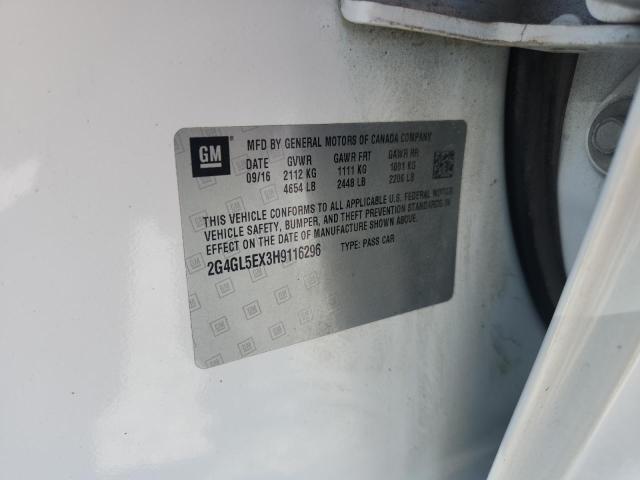 GM
MFD BY GENERAL MOTORS OF CANADA COMPANY
DATE GVWR GAWR FRT GAWR RR
09/16 2112 KG 1111 KG 1001 KG
4654 LB 2448 LB 2206 LB
THIS VEHICLE CONFORMS TO ALL APPLICABLE U.S. FEDERAL MOTOR
VEHICLE SAFETY, BUMPER, AND THEFT PREVENTION STANDARDS IN
EFFECT ON THE DATE OF MANUFACTURE SHOWN ABOVE.
2G4GL5EX3H9116296 TYPE: PASS CAR